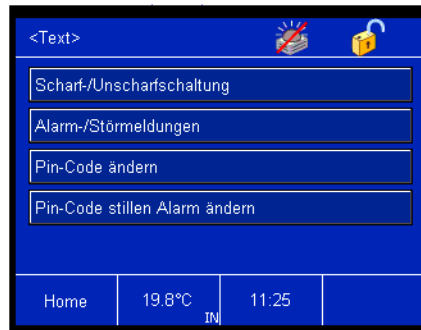 <Text>
Scharf-/Unscharfschaltung
Alarm-/Störmeldungen
Pin-Code ändern
Pin-Code stillen Alarm ändern
Home
19.8°C
IN
11:25